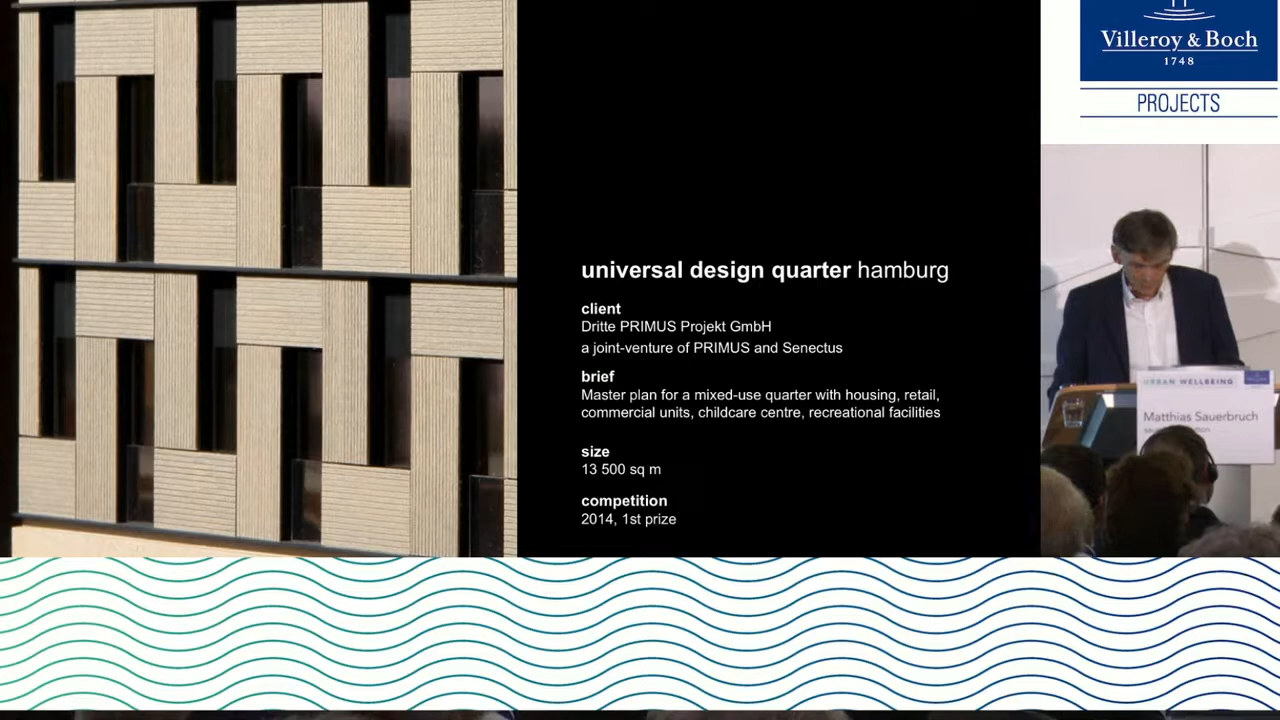 universal design quarter hamburg
client
Dritte PRIMUS Projekt GmbH
a joint-venture of PRIMUS and Senectus
brief
Master plan for a mixed-use quarter with housing, retail,
commercial units, childcare centre, recreational facilities
size
13 500 sq m
competition
2014, 1st prize
Villeroy & Boch
1748
PROJECTS
URBAN WELLBEING
Matthias Sauerbruch